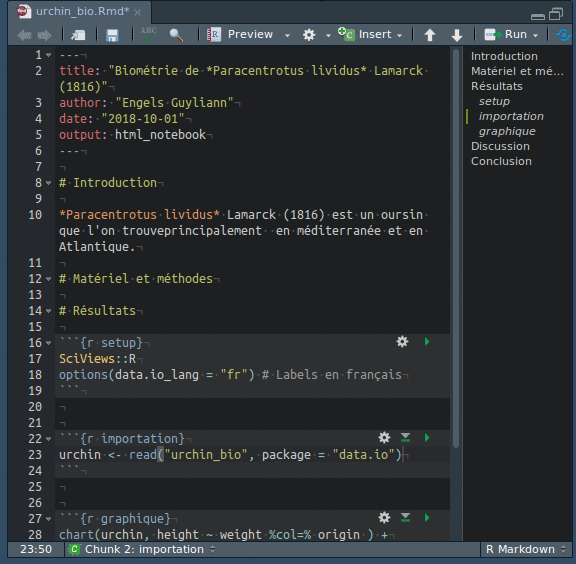 urchin_bio.Rmd*
ABC
Preview
Insert
Run
1 ---
2 title: "Biométrie de *Paracentrotus lividus* Lamarck
(1816)"
3 author: "Engels Guyliann"
4 date: "2018-10-01"
5 output: html_notebook
6 ---
7
8 # Introduction
9
10 *Paracentrotus lividus* Lamarck (1816) est un oursin
que l'on trouveprincipalement  en méditerranée et en
Atlantique.
11
12 # Matériel et méthodes
13
14 # Résultats
15
16 ```{r setup}
17 SciViews::R
18 options(data.io_lang = "fr") # Labels en français
19 ```
20
21
22 ```{r importation}
23 urchin <- read("urchin_bio", package = "data.io")
24 ```
25
26
27 ```{r graphique}
28 chart(urchin, height ~ weight %col=% origin ) +
Introduction
Matériel et mé...
Résultats
setup
importation
graphique
Discussion
Conclusion
23:50 C Chunk 2: importation R Markdown